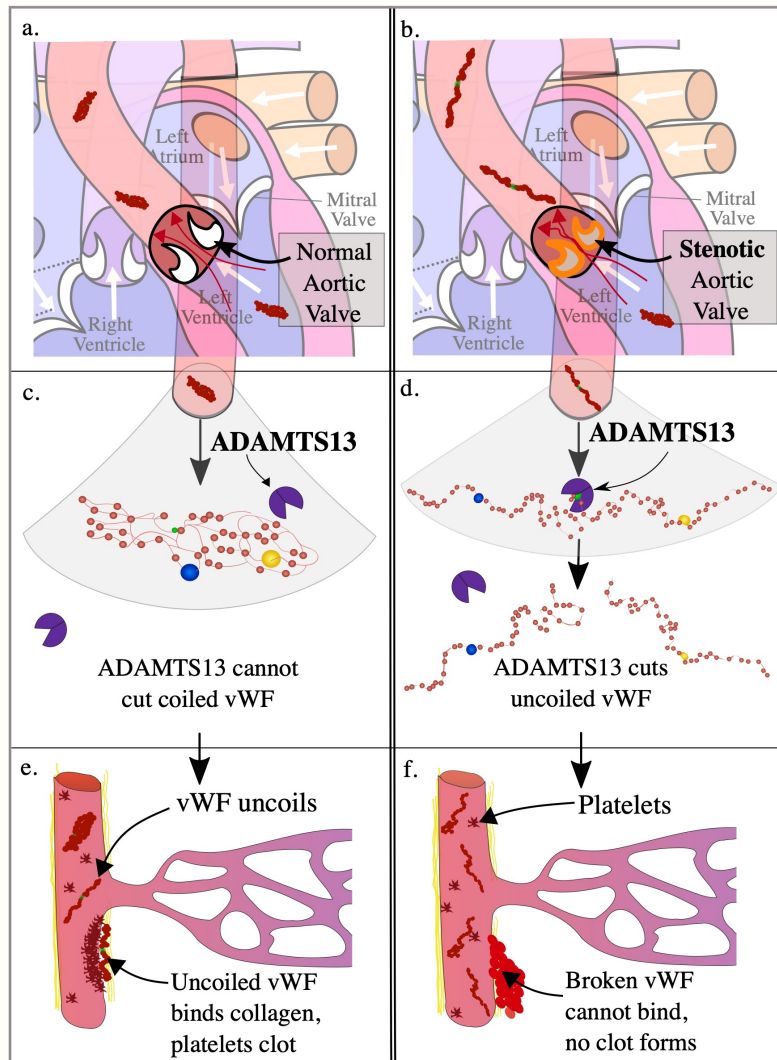 a.
Left
Atrium
Mitral
Valve
Normal
Aortic
Valve
Left
Ventricle
Right
Ventricle
b.
Left
Atrium
Mitral
Valve
Stenotic
Aortic
Valve
Left
Ventricle
Right
Ventricle
c.
ADAMTS13
ADAMTS13 cannot
cut coiled vWF
d.
ADAMTS13
ADAMTS13 cuts
uncoiled vWF
e.
vWF uncoils
Uncoiled vWF
binds collagen,
platelets clot
f.
Platelets
Broken vWF
cannot bind,
no clot forms